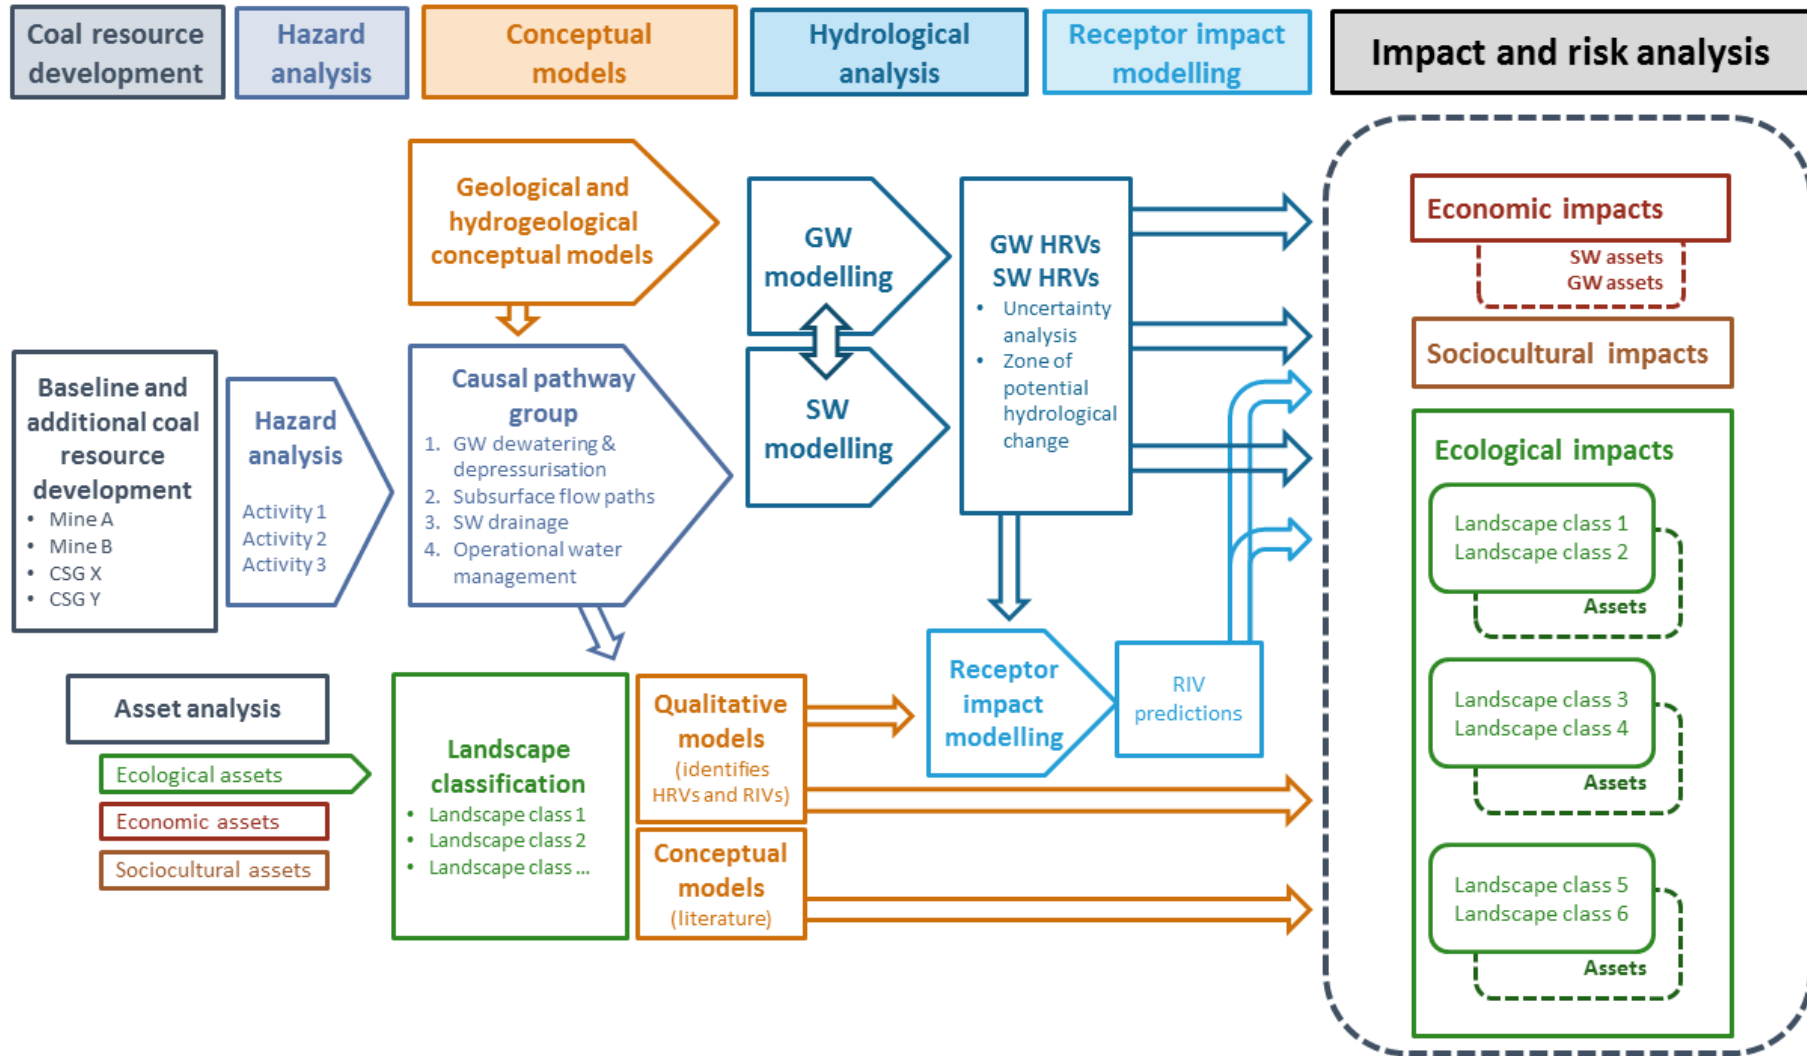 Coal resource
development
Hazard
analysis
Conceptual
models
Hydrological
analysis
Receptor impact
modelling
Impact and risk analysis
Geological and
hydrogeological
conceptual models
GW
modelling
SW
modelling
GW HRVs
SW HRVs
• Uncertainty
analysis
• Zone of
potential
hydrological
change
Baseline and
additional coal
resource
development
• Mine A
• Mine B
• CSG X
• CSG Y
Hazard
analysis
Activity 1
Activity 2
Activity 3
Causal pathway
group
1. GW dewatering &
depressurisation
2. Subsurface flow paths
3. SW drainage
4. Operational water
management
Asset analysis
Ecological assets
Economic assets
Sociocultural assets
Landscape
classification
• Landscape class 1
• Landscape class 2
• Landscape class ...
Qualitative
models
(identifies
HRVs and RIVs)
Conceptual
models
(literature)
Receptor
impact
modelling
RIV
predictions
Economic impacts
SW assets
GW assets
Sociocultural impacts
Ecological impacts
Landscape class 1
Landscape class 2
Assets
Landscape class 3
Landscape class 4
Assets
Landscape class 5
Landscape class 6
Assets